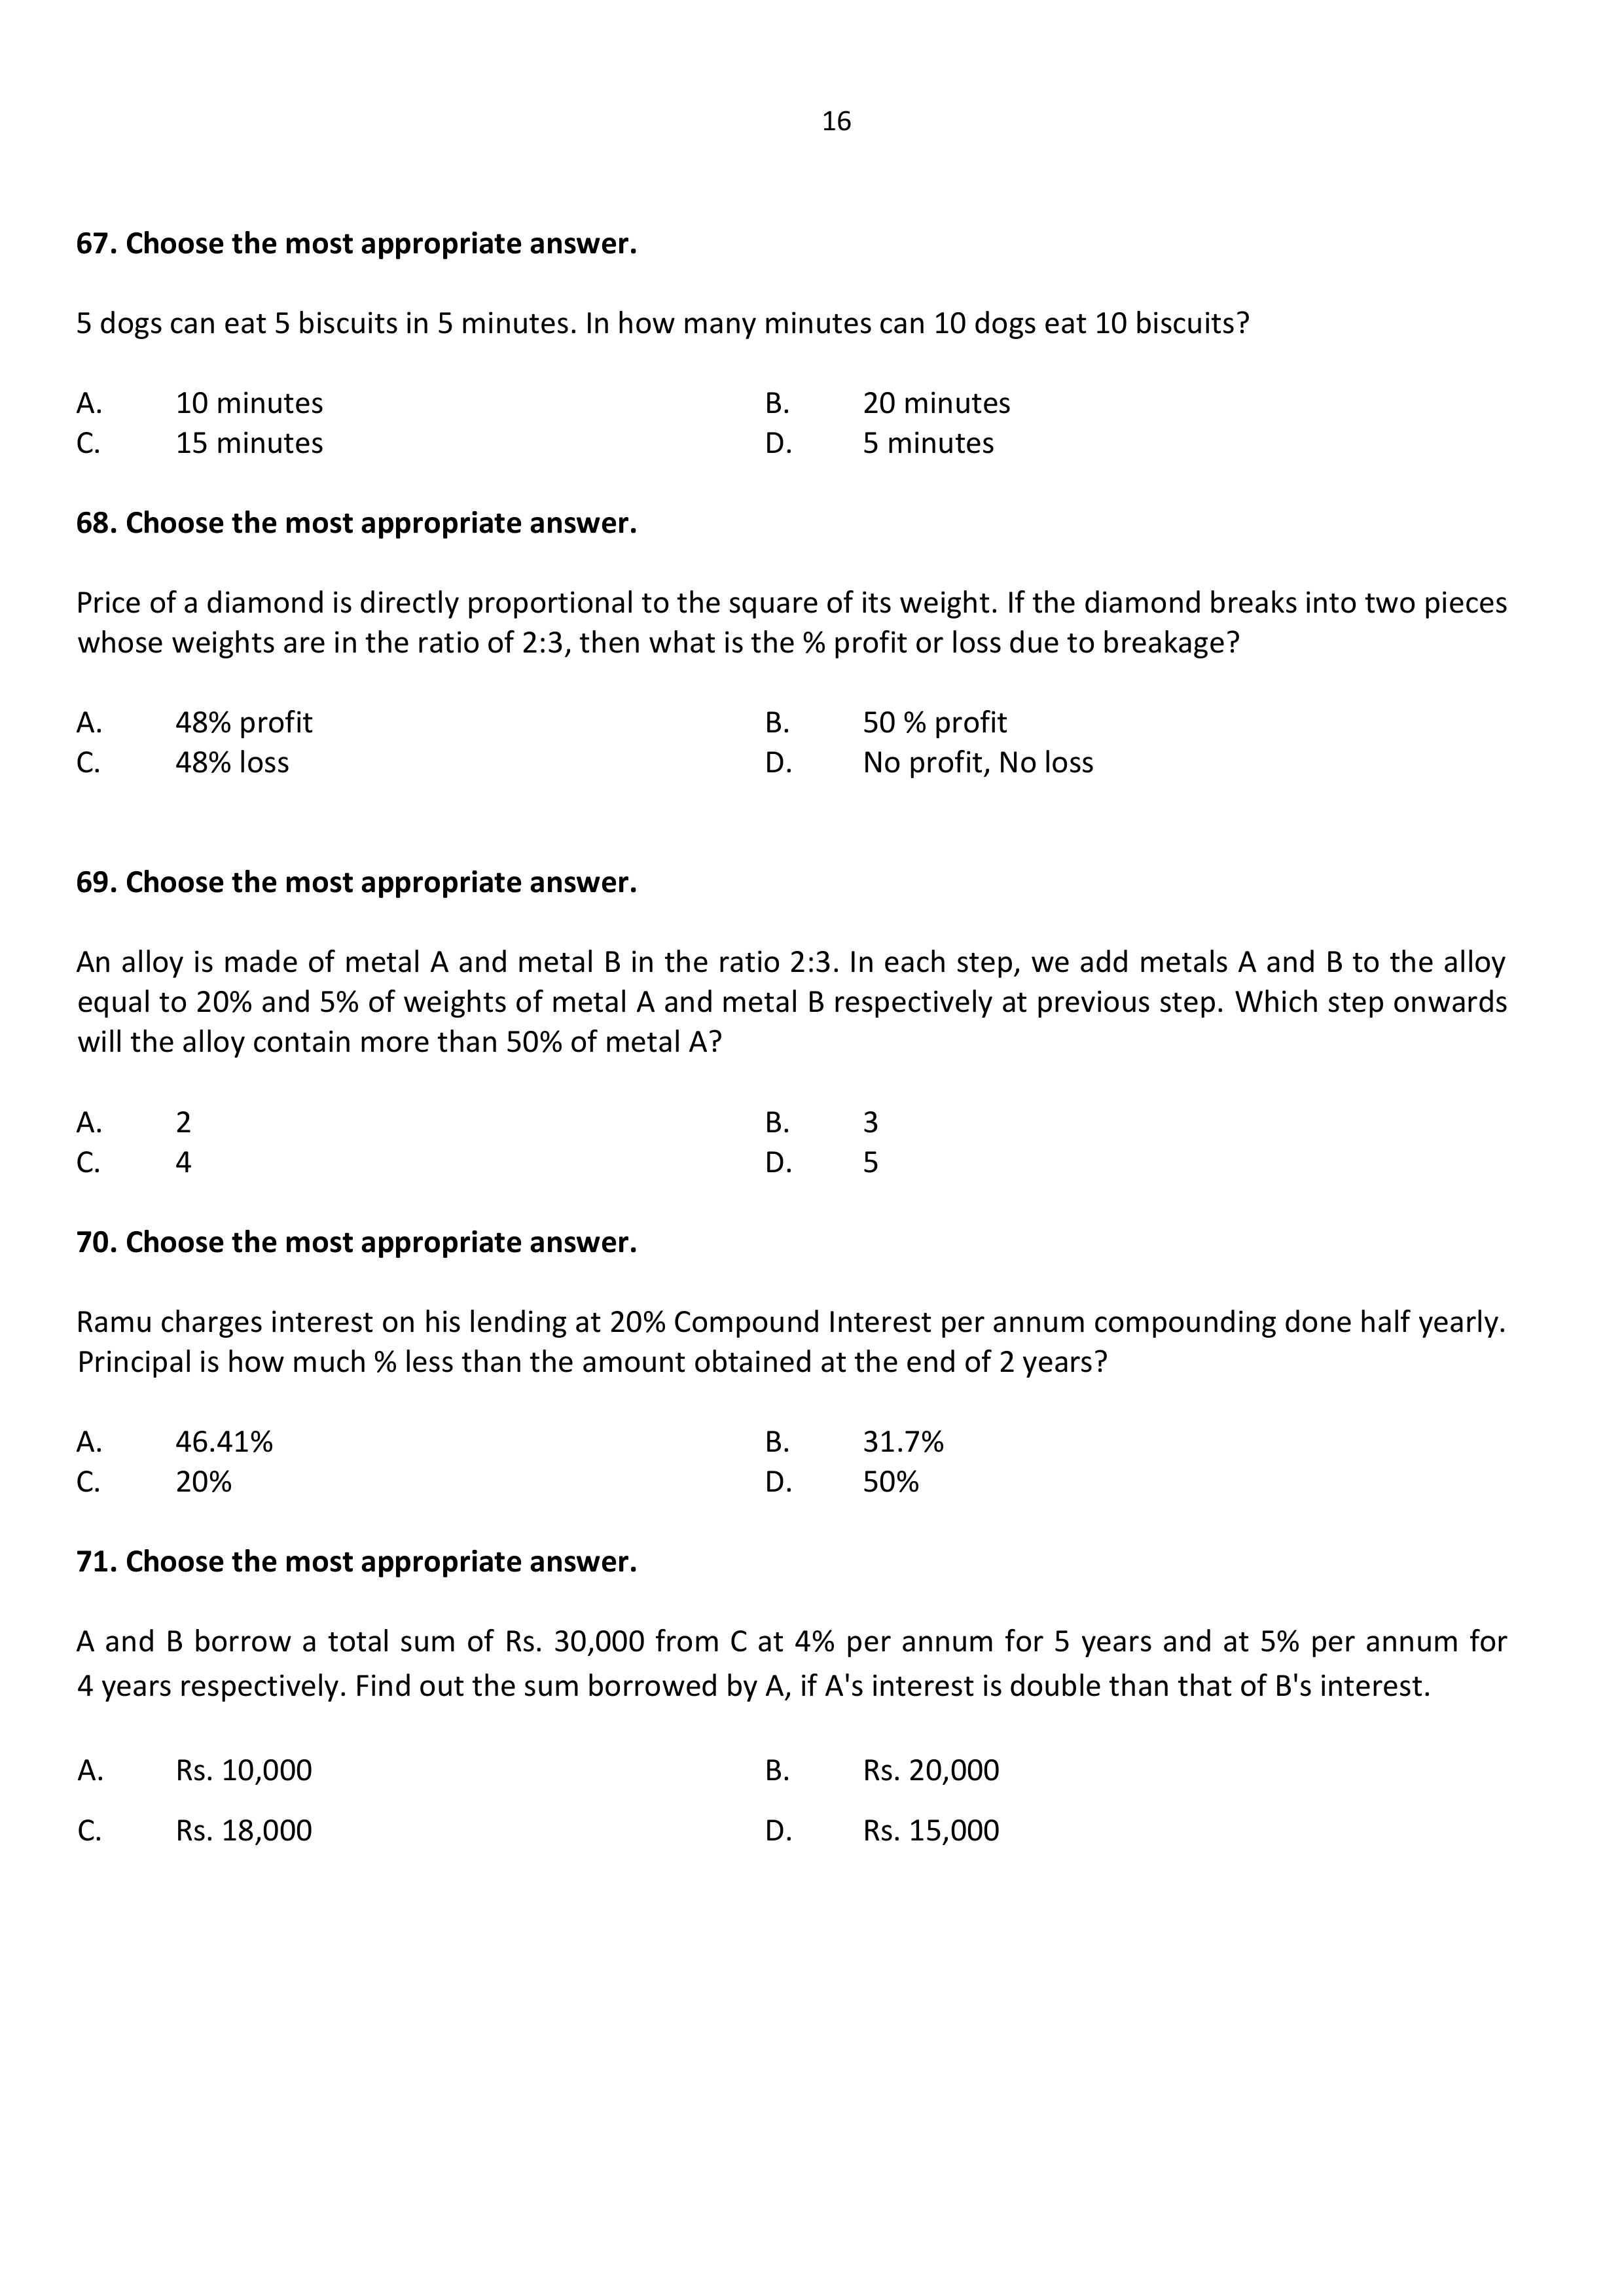 16
67. Choose the most appropriate answer.
5 dogs can eat 5 biscuits in 5 minutes. In how many minutes can 10 dogs eat 10 biscuits?
A. 10 minutes B. 20 minutes
C. 15 minutes D. 5 minutes
68. Choose the most appropriate answer.
Price of a diamond is directly proportional to the square of its weight. If the diamond breaks into two pieces
whose weights are in the ratio of 2:3, then what is the % profit or loss due to breakage?
A. 48% profit B. 50 % profit
C. 48% loss D. No profit, No loss
69. Choose the most appropriate answer.
An alloy is made of metal A and metal B in the ratio 2:3. In each step, we add metals A and B to the alloy
equal to 20% and 5% of weights of metal A and metal B respectively at previous step. Which step onwards
will the alloy contain more than 50% of metal A?
A. 2 B. 3
C. 4 D. 5
70. Choose the most appropriate answer.
Ramu charges interest on his lending at 20% Compound Interest per annum compounding done half yearly.
Principal is how much % less than the amount obtained at the end of 2 years?
A. 46.41% B. 31.7%
C. 20% D. 50%
71. Choose the most appropriate answer.
A and B borrow a total sum of Rs. 30,000 from C at 4% per annum for 5 years and at 5% per annum for
4 years respectively. Find out the sum borrowed by A, if A's interest is double than that of B's interest.
A. Rs. 10,000 B. Rs. 20,000
C. Rs. 18,000 D. Rs. 15,000